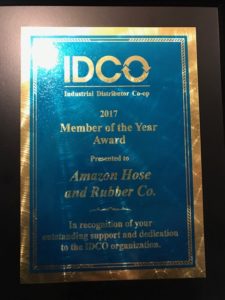 IDCO
Industrial Distributor Co-op
2017
Member of the Year
Award
Presented to
Amazon Hose
and Rubber Co.
In recognition of your
outstanding support and dedication
to the IDCO organization.